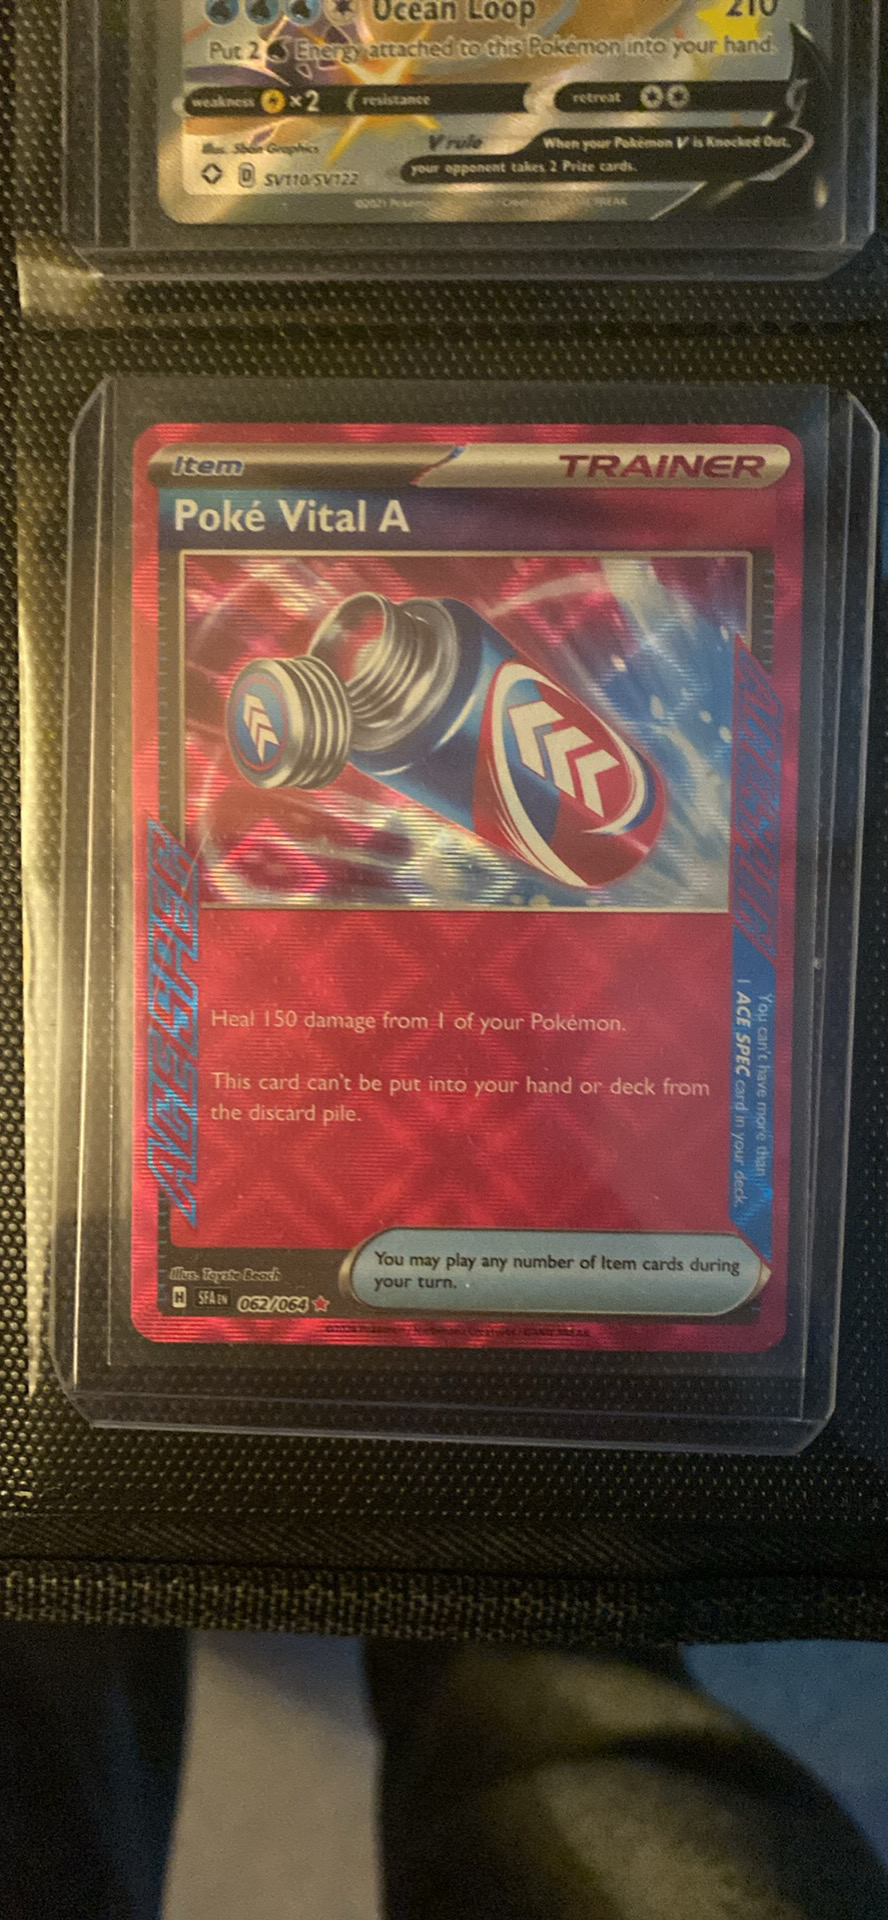 Ocean Loop 210
Put 2 Energy attached to this Pokémon into your hand.
weakness ×2 resistance retreat
Illus. 5ban Graphics
V rule When your Pokémon V is Knocked Out,
your opponent takes 2 Prize cards.
D SV110/SV122
Item TRAINER
Poké Vital A
ACE SPEC
ACE SPEC
Heal 150 damage from 1 of your Pokémon.
This card can't be put into your hand or deck from
the discard pile.
You can't have more than
1 ACE SPEC card in your deck.
You may play any number of Item cards during
your turn.
Illus. Toyste Beach
H SFA EN 062/064